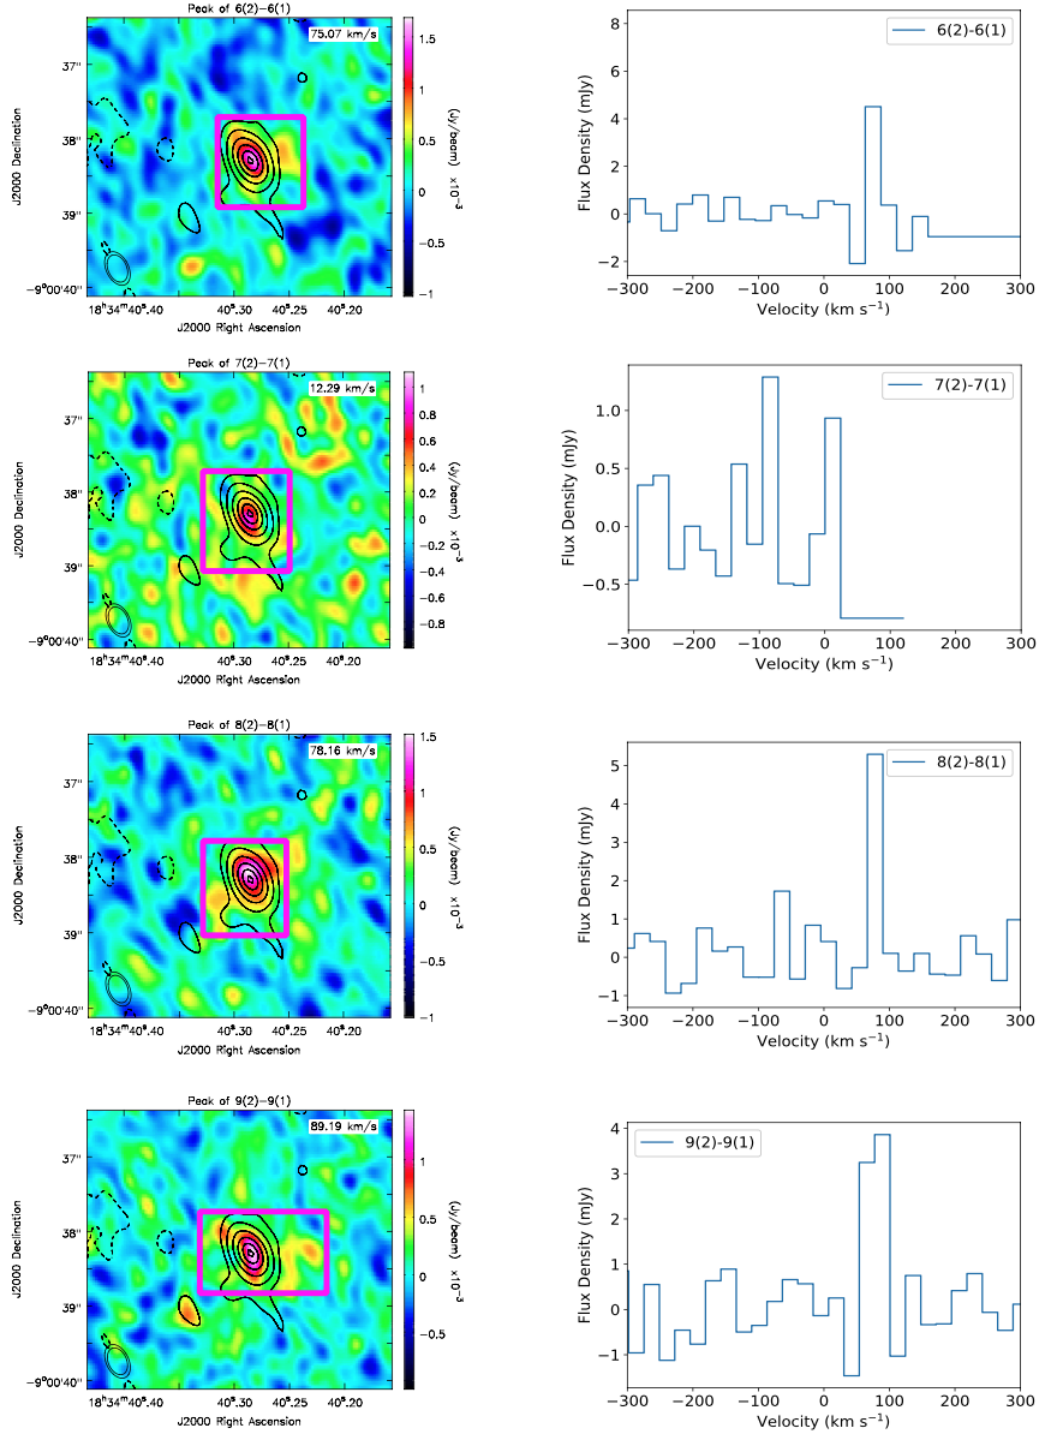 Peak of 6(2)-6(1)
75.07 km/s
37"
38"
39"
-9°00'40"
J2000 Declination
18ʰ34ᵐ40ˢ.40
40ˢ.30
40ˢ.25
40ˢ.20
J2000 Right Ascension
1.5
1
0.5
0
-0.5
-1
(Jy/beam) ×10⁻³
6(2)-6(1)
8
6
4
2
0
−2
Flux Density (mJy)
−300 −200 −100 0 100 200 300
Velocity (km s⁻¹)
Peak of 7(2)-7(1)
12.29 km/s
37"
38"
39"
-9°00'40"
J2000 Declination
18ʰ34ᵐ40ˢ.40
40ˢ.30
40ˢ.25
40ˢ.20
J2000 Right Ascension
1
0.8
0.6
0.4
0.2
0
-0.2
-0.4
-0.6
-0.8
(Jy/beam) ×10⁻³
7(2)-7(1)
1.0
0.5
0.0
−0.5
Flux Density (mJy)
−300 −200 −100 0 100 200 300
Velocity (km s⁻¹)
Peak of 8(2)-8(1)
78.16 km/s
37"
38"
39"
-9°00'40"
J2000 Declination
18ʰ34ᵐ40ˢ.40
40ˢ.30
40ˢ.25
40ˢ.20
J2000 Right Ascension
1.5
1
0.5
0
-0.5
-1
(Jy/beam) ×10⁻³
8(2)-8(1)
5
4
3
2
1
0
−1
Flux Density (mJy)
−300 −200 −100 0 100 200 300
Velocity (km s⁻¹)
Peak of 9(2)-9(1)
89.19 km/s
37"
38"
39"
-9°00'40"
J2000 Declination
18ʰ34ᵐ40ˢ.40
40ˢ.30
40ˢ.25
40ˢ.20
J2000 Right Ascension
1
0.5
0
-0.5
(Jy/beam) ×10⁻³
9(2)-9(1)
4
3
2
1
0
−1
Flux Density (mJy)
−300 −200 −100 0 100 200 300
Velocity (km s⁻¹)